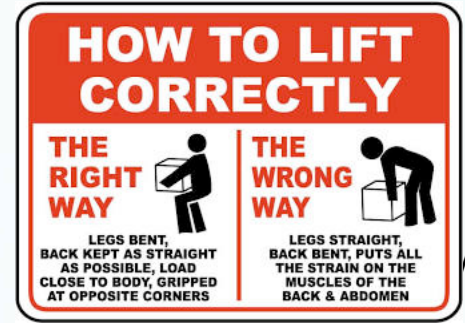 HOW TO LIFT
CORRECTLY
THE
RIGHT
WAY
LEGS BENT,
BACK KEPT AS STRAIGHT
AS POSSIBLE, LOAD
CLOSE TO BODY, GRIPPED
AT OPPOSITE CORNERS
THE
WRONG
WAY
LEGS STRAIGHT,
BACK BENT, PUTS ALL
THE STRAIN ON THE
MUSCLES OF THE
BACK & ABDOMEN